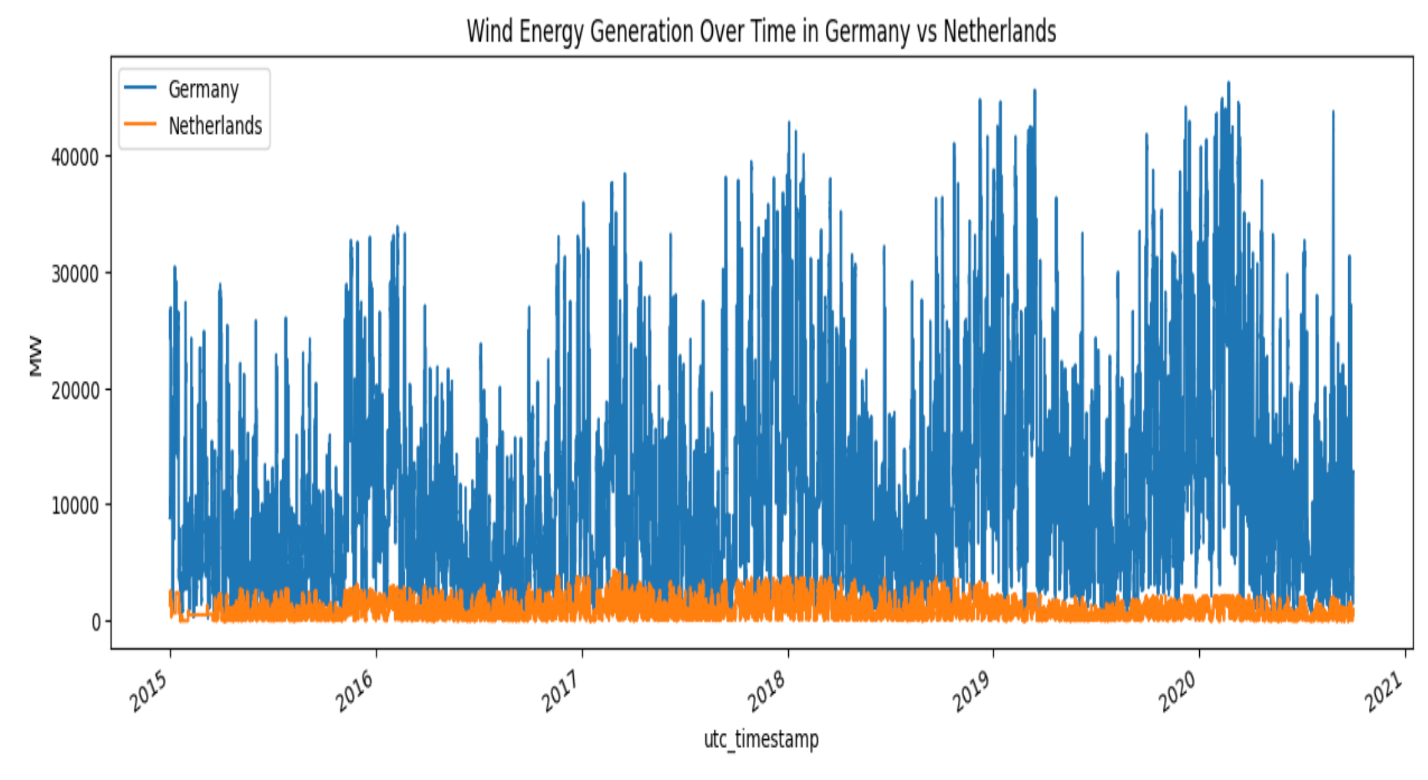 Wind Energy Generation Over Time in Germany vs Netherlands
Germany
Netherlands
40000
30000
20000
10000
0
MW
2015
2016
2017
2018
2019
2020
2021
utc_timestamp